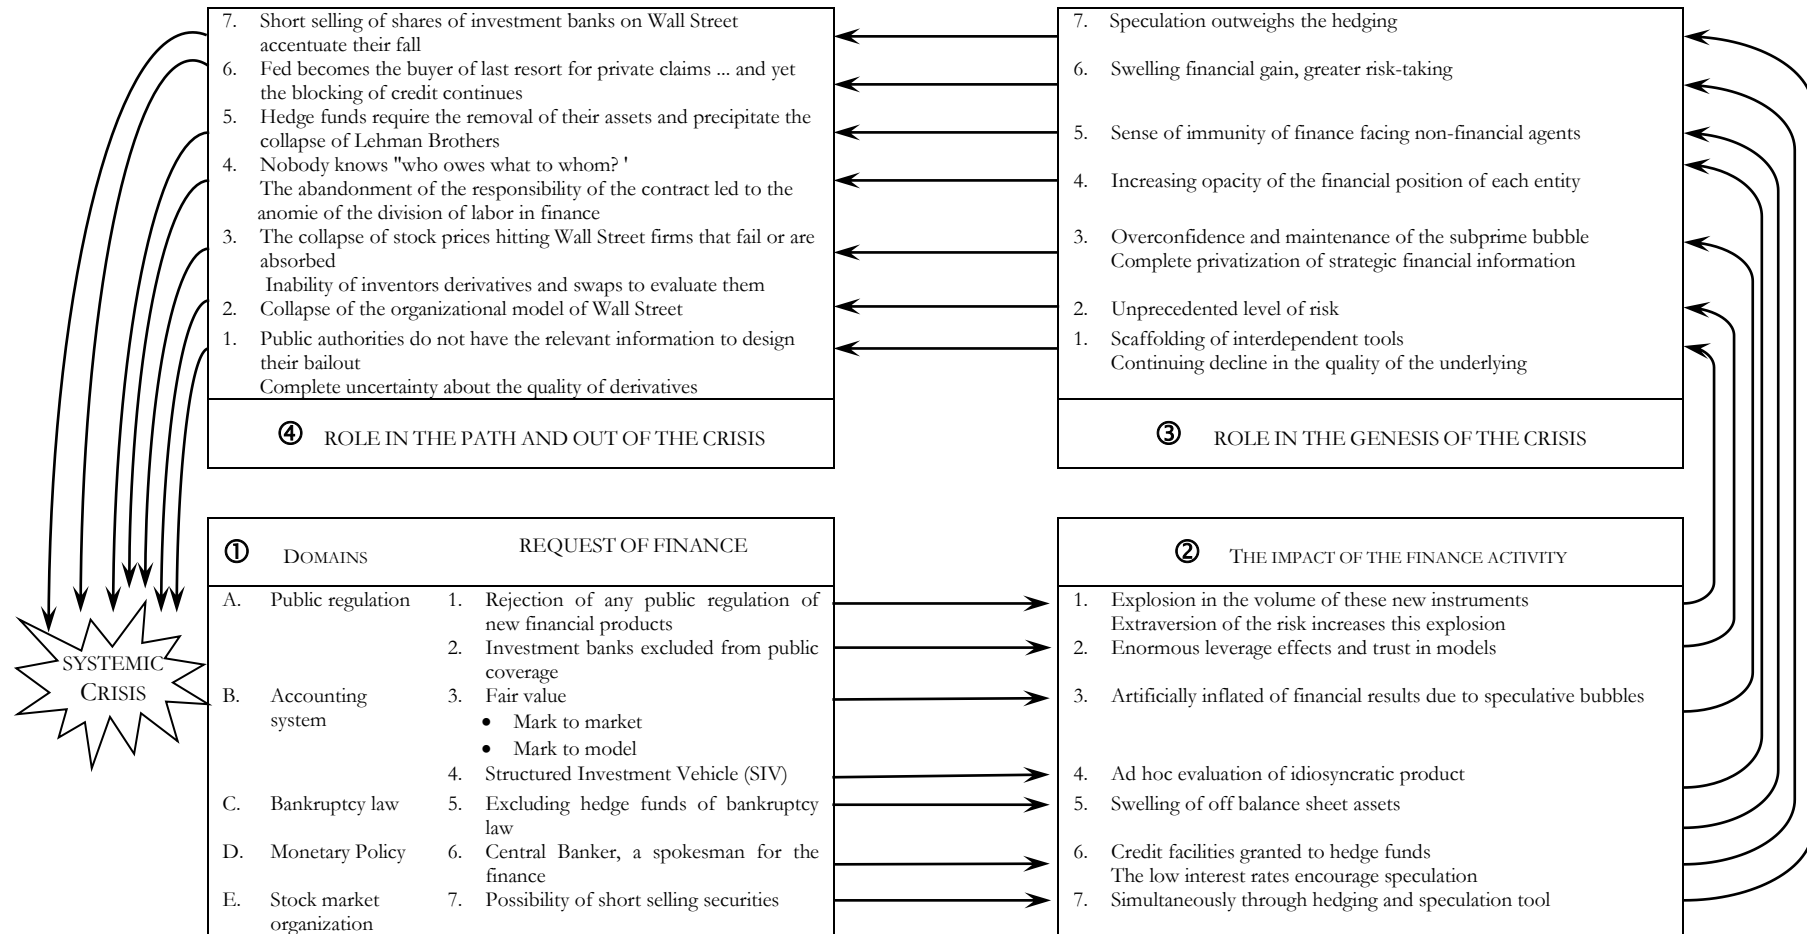 7. Short selling of shares of investment banks on Wall Street
accentuate their fall
6. Fed becomes the buyer of last resort for private claims ... and yet
the blocking of credit continues
5. Hedge funds require the removal of their assets and precipitate the
collapse of Lehman Brothers
4. Nobody knows "who owes what to whom? '
The abandonment of the responsibility of the contract led to the
anomie of the division of labor in finance
3. The collapse of stock prices hitting Wall Street firms that fail or are
absorbed
Inability of inventors derivatives and swaps to evaluate them
2. Collapse of the organizational model of Wall Street
1. Public authorities do not have the relevant information to design
their bailout
Complete uncertainty about the quality of derivatives
④ ROLE IN THE PATH AND OUT OF THE CRISIS
7. Speculation outweighs the hedging
6. Swelling financial gain, greater risk-taking
5. Sense of immunity of finance facing non-financial agents
4. Increasing opacity of the financial position of each entity
3. Overconfidence and maintenance of the subprime bubble
Complete privatization of strategic financial information
2. Unprecedented level of risk
1. Scaffolding of interdependent tools
Continuing decline in the quality of the underlying
③ ROLE IN THE GENESIS OF THE CRISIS
SYSTEMIC
CRISIS
① DOMAINS REQUEST OF FINANCE
A. Public regulation 1. Rejection of any public regulation of
new financial products
2. Investment banks excluded from public
coverage
B. Accounting 3. Fair value
system • Mark to market
• Mark to model
4. Structured Investment Vehicle (SIV)
C. Bankruptcy law 5. Excluding hedge funds of bankruptcy
law
D. Monetary Policy 6. Central Banker, a spokesman for the
finance
E. Stock market 7. Possibility of short selling securities
organization
② THE IMPACT OF THE FINANCE ACTIVITY
1. Explosion in the volume of these new instruments
Extraversion of the risk increases this explosion
2. Enormous leverage effects and trust in models
3. Artificially inflated of financial results due to speculative bubbles
4. Ad hoc evaluation of idiosyncratic product
5. Swelling of off balance sheet assets
6. Credit facilities granted to hedge funds
The low interest rates encourage speculation
7. Simultaneously through hedging and speculation tool